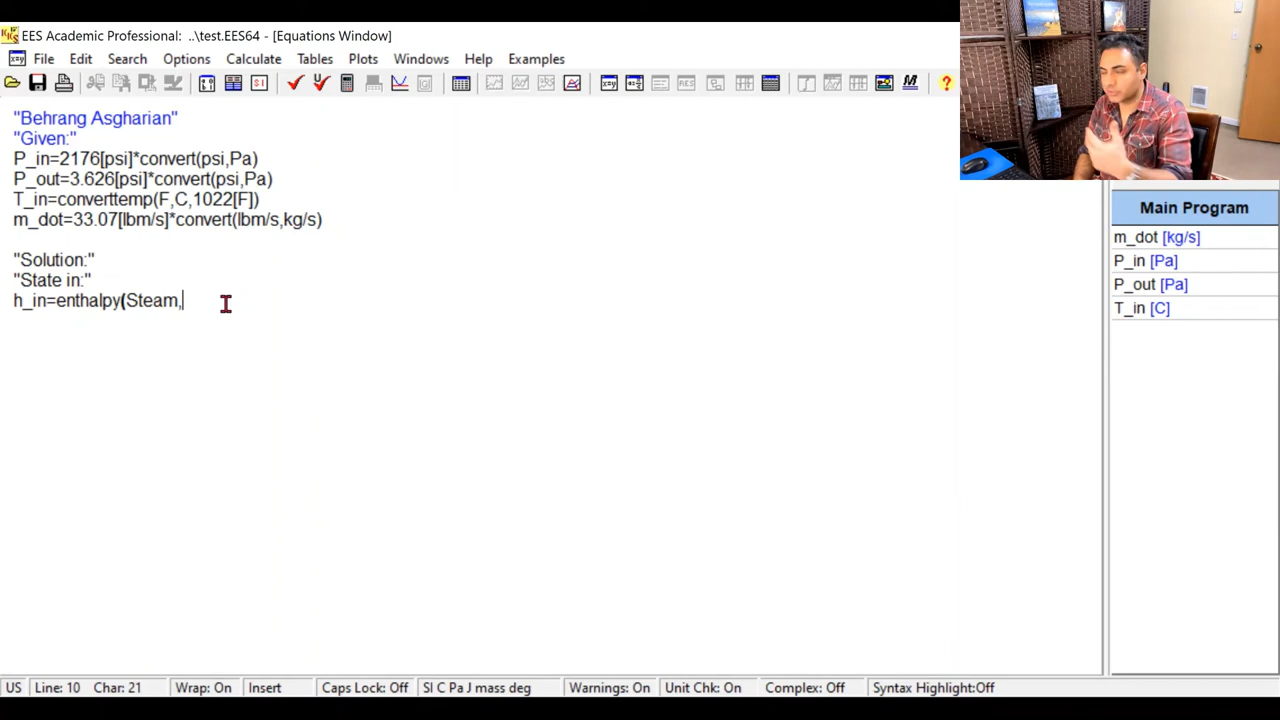 EES Academic Professional: ..\test.EES64 - [Equations Window]
File Edit Search Options Calculate Tables Plots Windows Help Examples
"Behrang Asgharian"
"Given:"
P_in=2176[psi]*convert(psi,Pa)
P_out=3.626[psi]*convert(psi,Pa)
T_in=converttemp(F,C,1022[F])
m_dot=33.07[lbm/s]*convert(lbm/s,kg/s)
"Solution:"
"State in:"
h_in=enthalpy(Steam,
Main Program
m_dot [kg/s]
P_in [Pa]
P_out [Pa]
T_in [C]
US Line: 10 Char: 21 Wrap: On Insert Caps Lock: Off SI C Pa J mass deg Warnings: On Unit Chk: On Complex: Off Syntax Highlight:Off